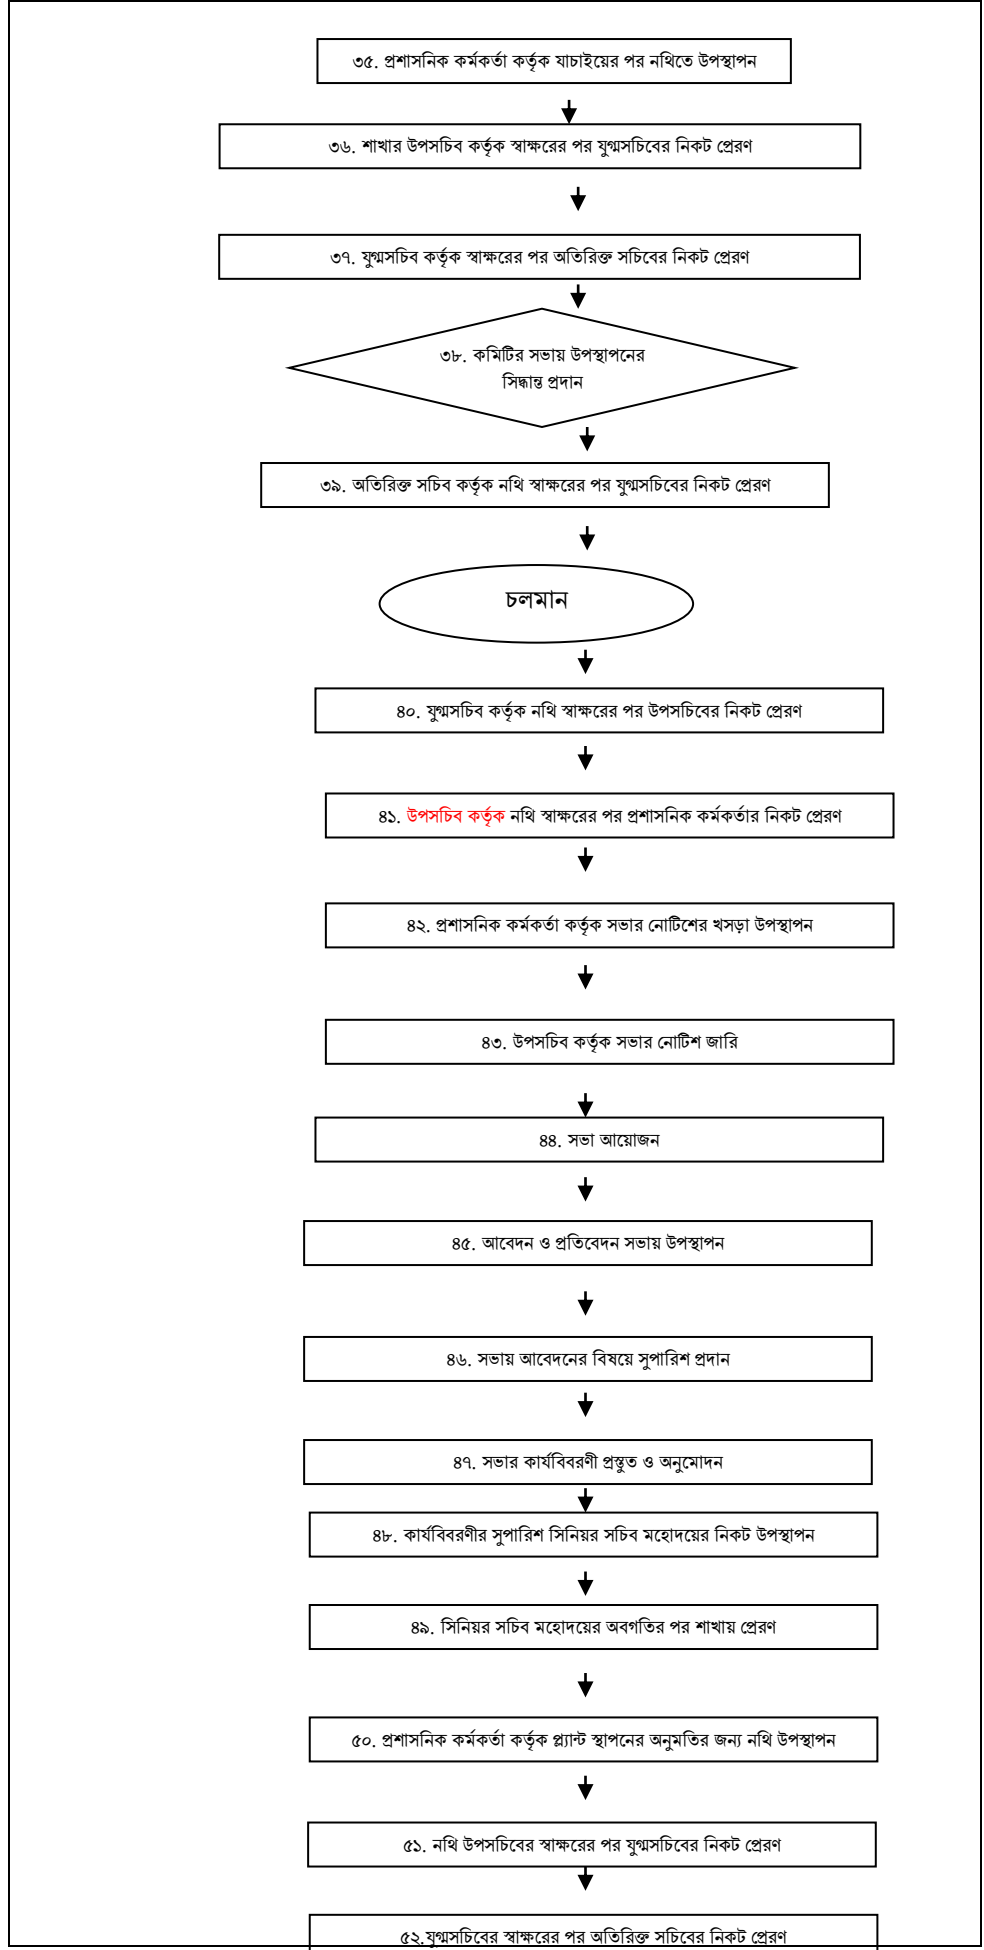 ৩৫. প্রশাসনিক কর্মকর্তা কর্তৃক যাচাইয়ের পর নথিতে উপস্থাপন
৩৬. শাখার উপসচিব কর্তৃক স্বাক্ষরের পর যুগ্মসচিবের নিকট প্রেরণ
৩৭. যুগ্মসচিব কর্তৃক স্বাক্ষরের পর অতিরিক্ত সচিবের নিকট প্রেরণ
৩৮. কমিটির সভায় উপস্থাপনের
সিদ্ধান্ত প্রদান
৩৯. অতিরিক্ত সচিব কর্তৃক নথি স্বাক্ষরের পর যুগ্মসচিবের নিকট প্রেরণ
চলমান
৪০. যুগ্মসচিব কর্তৃক নথি স্বাক্ষরের পর উপসচিবের নিকট প্রেরণ
৪১. উপসচিব কর্তৃক নথি স্বাক্ষরের পর প্রশাসনিক কর্মকর্তার নিকট প্রেরণ
৪২. প্রশাসনিক কর্মকর্তা কর্তৃক সভার নোটিশের খসড়া উপস্থাপন
৪৩. উপসচিব কর্তৃক সভার নোটিশ জারি
৪৪. সভা আয়োজন
৪৫. আবেদন ও প্রতিবেদন সভায় উপস্থাপন
৪৬. সভায় আবেদনের বিষয়ে সুপারিশ প্রদান
৪৭. সভার কার্যবিবরণী প্রস্তুত ও অনুমোদন
৪৮. কার্যবিবরণীর সুপারিশ সিনিয়র সচিব মহোদয়ের নিকট উপস্থাপন
৪৯. সিনিয়র সচিব মহোদয়ের অবগতির পর শাখায় প্রেরণ
৫০. প্রশাসনিক কর্মকর্তা কর্তৃক প্ল্যান্ট স্থাপনের অনুমতির জন্য নথি উপস্থাপন
৫১. নথি উপসচিবের স্বাক্ষরের পর যুগ্মসচিবের নিকট প্রেরণ
৫২.যুগ্মসচিবের স্বাক্ষরের পর অতিরিক্ত সচিবের নিকট প্রেরণ